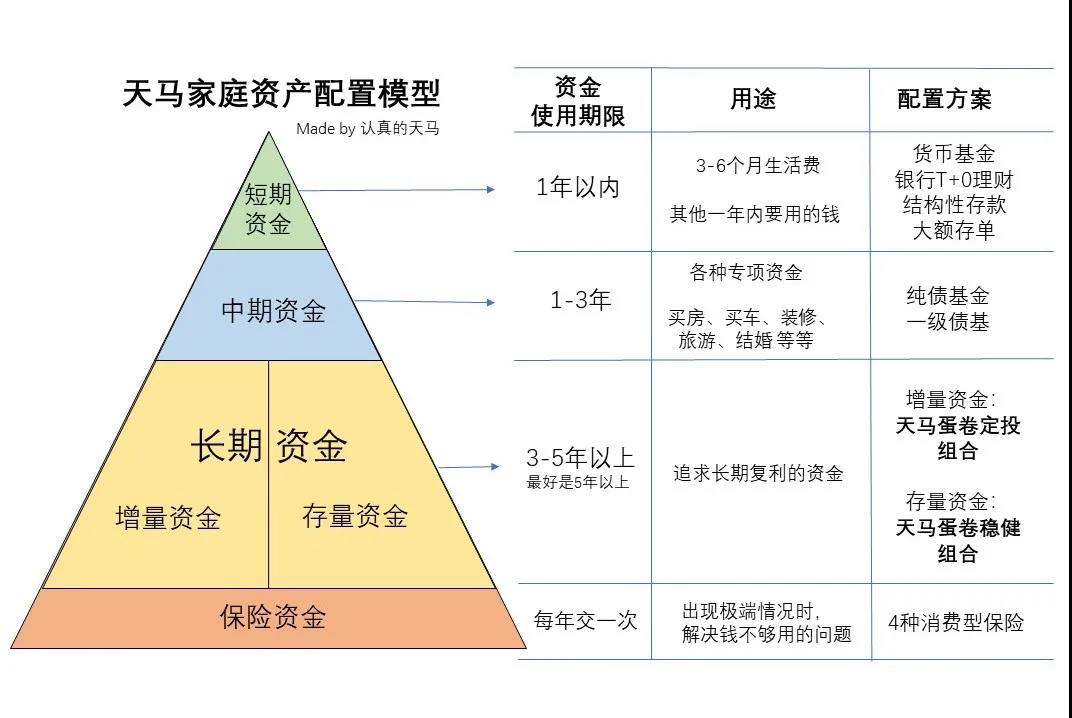 天马家庭资产配置模型
Made by 认真的天马
短期
资金
中期资金
长期 资金
增量资金
存量资金
保险资金
资金
使用期限
用途
配置方案
1年以内
3-6个月生活费
其他一年内要用的钱
货币基金
银行T+0理财
结构性存款
大额存单
1-3年
各种专项资金
买房、买车、装修、
旅游、结婚 等等
纯债基金
一级债基
3-5年以上
最好是5年以上
追求长期复利的资金
增量资金：
天马蛋卷定投
组合
存量资金：
天马蛋卷稳健
组合
每年交一次
出现极端情况时，
解决钱不够用的问题
4种消费型保险